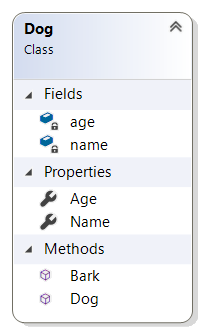 Dog
Class
Fields
age
name
Properties
Age
Name
Methods
Bark
Dog